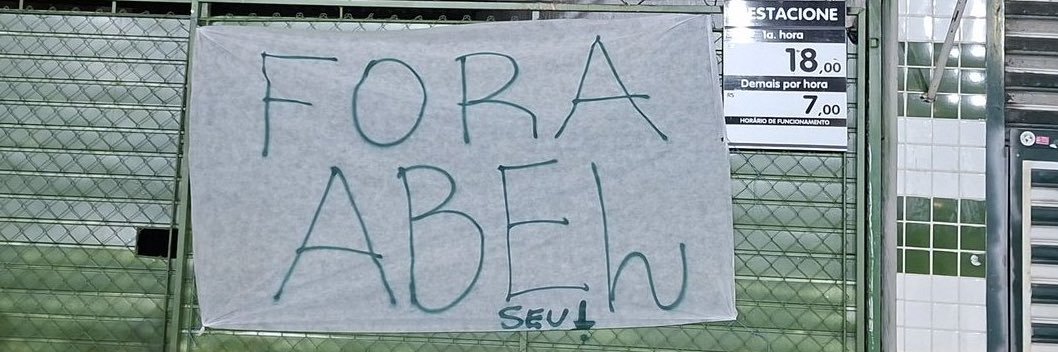 FORA
ABEL
SEU
ESTACIONE
1a. hora
18,00
Demais por hora
R$
7,00
HORÁRIO DE FUNCIONAMENTO